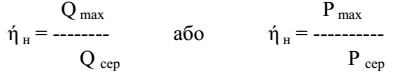 Q max P max
ή н = -------- або ή н = ----------
Q сер P сер